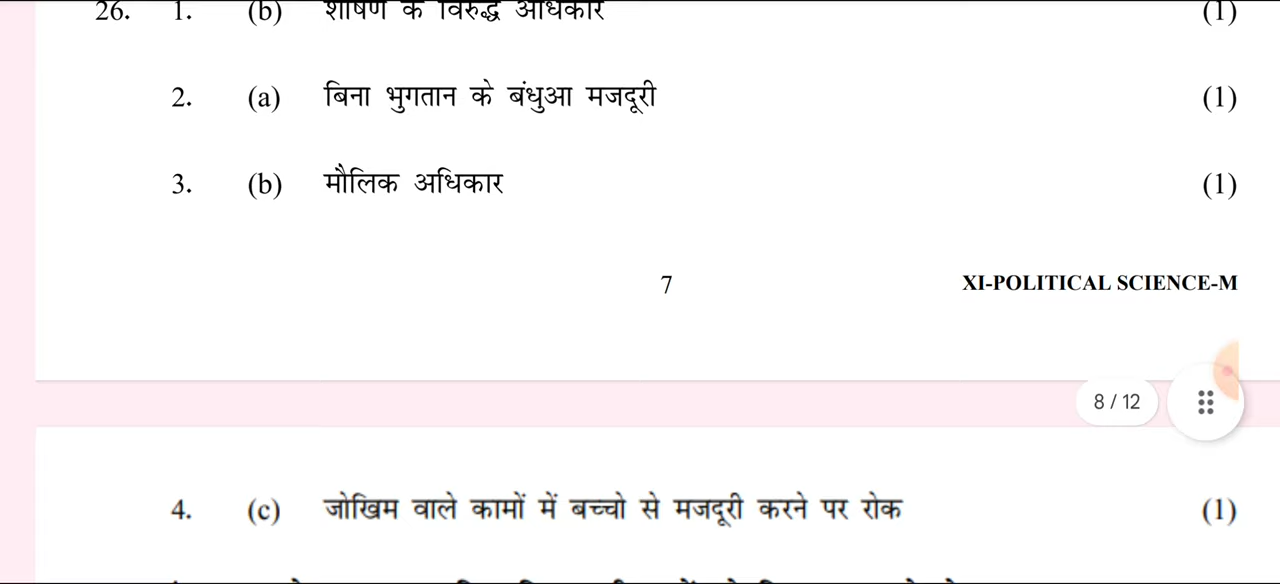 26. 1. (b) शोषण के विरुद्ध अधिकार (1)
2. (a) बिना भुगतान के बंधुआ मजदूरी (1)
3. (b) मौलिक अधिकार (1)
7 XI-POLITICAL SCIENCE-M
8 / 12
4. (c) जोखिम वाले कामों में बच्चो से मजदूरी करने पर रोक (1)